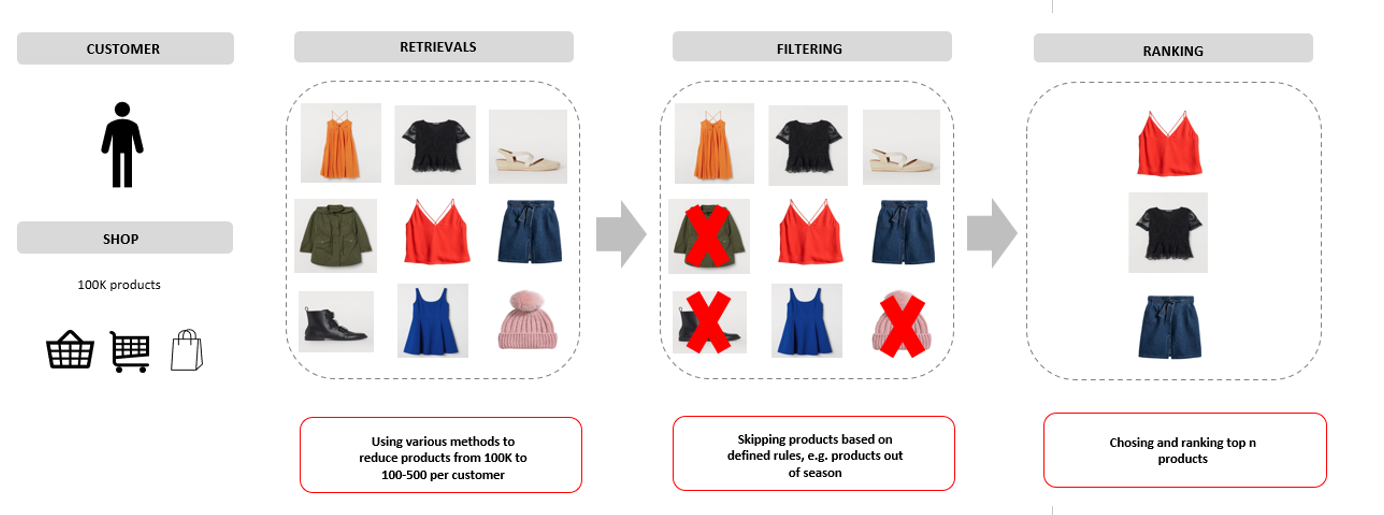 CUSTOMER
RETRIEVALS
FILTERING
RANKING
SHOP
100K products
Using various methods to
reduce products from 100K to
100-500 per customer
Skipping products based on
defined rules, e.g. products out
of season
Chosing and ranking top n
products